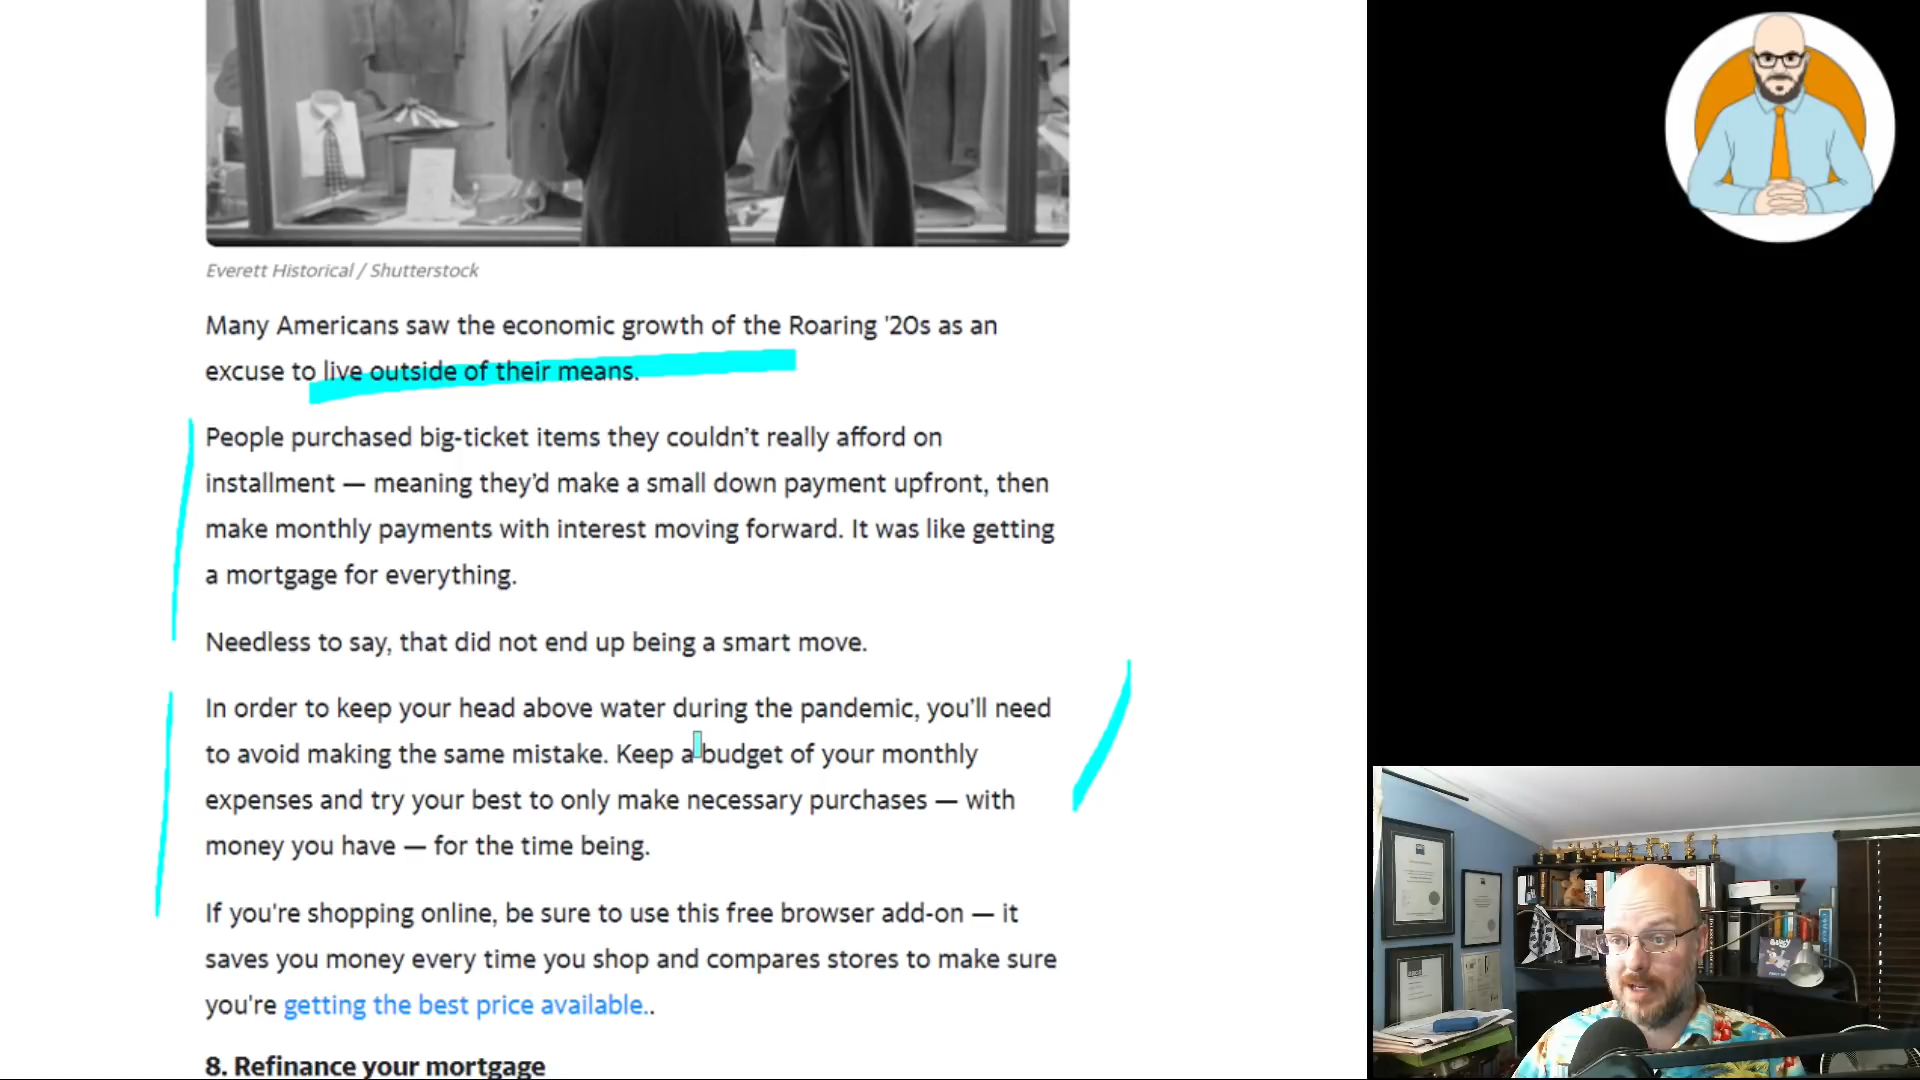 Everett Historical / Shutterstock
Many Americans saw the economic growth of the Roaring '20s as an
excuse to live outside of their means.
People purchased big-ticket items they couldn’t really afford on
installment — meaning they’d make a small down payment upfront, then
make monthly payments with interest moving forward. It was like getting
a mortgage for everything.
Needless to say, that did not end up being a smart move.
In order to keep your head above water during the pandemic, you’ll need
to avoid making the same mistake. Keep a budget of your monthly
expenses and try your best to only make necessary purchases — with
money you have — for the time being.
If you're shopping online, be sure to use this free browser add-on — it
saves you money every time you shop and compares stores to make sure
you're getting the best price available..
8. Refinance your mortgage